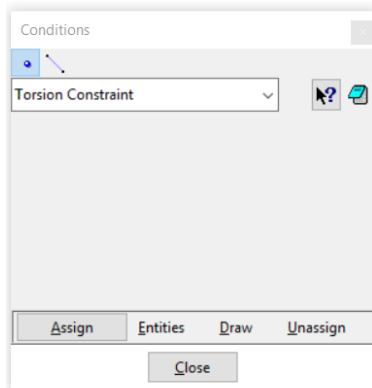 Conditions
Torsion Constraint
Assign Entities Draw Unassign
Close